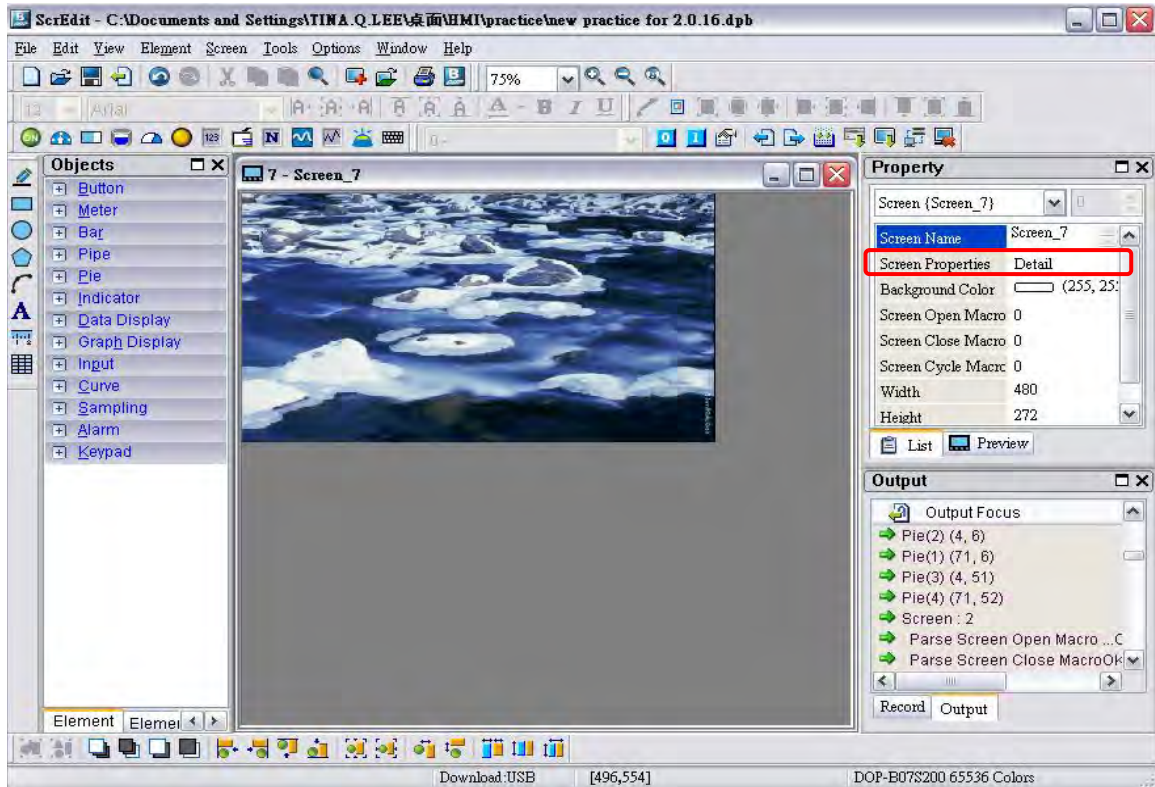 ScrEdit - C:\Documents and Settings\TINA.Q.LEE\桌面\HMI\practice\new practice for 2.0.16.dpb
File Edit View Element Screen Tools Options Window Help
75%
12 Arial
Objects
Button
Meter
Bar
Pipe
Pie
Indicator
Data Display
Graph Display
Input
Curve
Sampling
Alarm
Keypad
Element Elemei
7 - Screen_7
Property
Screen {Screen_7} 0
Screen Name Screen_7
Screen Properties Detail
Background Color (255, 25
Screen Open Macro 0
Screen Close Macro 0
Screen Cycle Macrc 0
Width 480
Height 272
List Preview
Output
Output Focus
Pie(2) (4, 6)
Pie(1) (71, 6)
Pie(3) (4, 51)
Pie(4) (71, 52)
Screen : 2
Parse Screen Open Macro ...C
Parse Screen Close MacroOk
Record Output
Download:USB [496,554] DOP-B07S200 65536 Colors